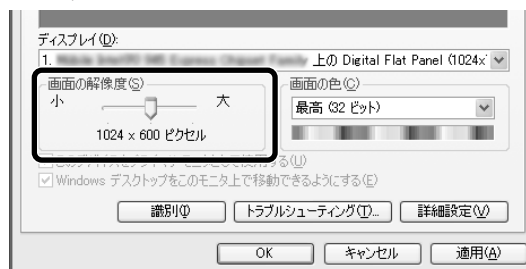 ディスプレイ(D):
1. 上の Digital Flat Panel (1024x
画面の解像度(S)
小 大
1024 x 600 ピクセル
画面の色(C)
最高 (32 ビット)
る(U)
Windows デスクトップをこのモニタ上で移動できるようにする(E)
識別(I) トラブルシューティング(T)... 詳細設定(V)
OK キャンセル 適用(A)